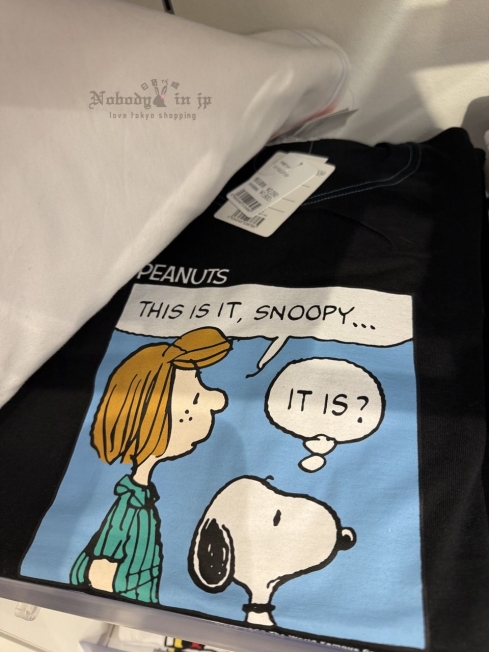 Nobody in jp
love tokyo shopping
PEANUTS
THIS IS IT, SNOOPY...
IT IS?